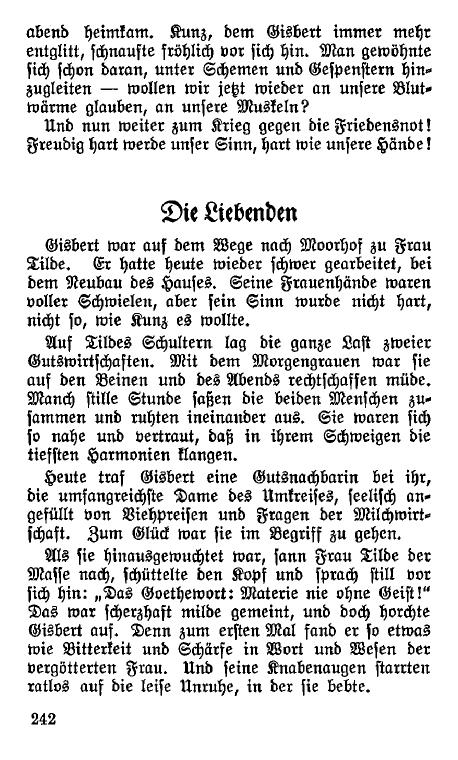 abend heimkam. Kunz, dem Gisbert immer mehr
entglitt, schnaufte fröhlich vor sich hin. Man gewöhnte
sich schon daran, unter Schemen und Gespenstern hin-
zugleiten — wollen wir jetzt wieder an unsere Blut-
wärme glauben, an unsere Muskeln?
Und nun weiter zum Krieg gegen die Friedensnot!
Freudig hart werde unser Sinn, hart wie unsere Hände!
Die Liebenden
Gisbert war auf dem Wege nach Moorhof zu Frau
Tilde. Er hatte heute wieder schwer gearbeitet, bei
dem Neubau des Hauses. Seine Frauenhände waren
voller Schwielen, aber sein Sinn wurde nicht hart,
nicht so, wie Kunz es wollte.
Auf Tildes Schultern lag die ganze Last zweier
Gutswirtschaften. Mit dem Morgengrauen war sie
auf den Beinen und des Abends rechtschaffen müde.
Manch stille Stunde saßen die beiden Menschen zu-
sammen und ruhten ineinander aus. Sie waren sich
so nahe und vertraut, daß in ihrem Schweigen die
tiefsten Harmonien klangen.
Heute traf Gisbert eine Gutsnachbarin bei ihr,
die umfangreichste Dame des Umkreises, seelisch an-
gefüllt von Viehpreisen und Fragen der Milchwirt-
schaft. Zum Glück war sie im Begriff zu gehen.
Als sie hinausgewuchtet war, sann Frau Tilde der
Masse nach, schüttelte den Kopf und sprach still vor
sich hin: „Das Goethewort: Materie nie ohne Geist!“
Das war scherzhaft milde gemeint, und doch horchte
Gisbert auf. Denn zum ersten Mal fand er so etwas
wie Bitterkeit und Schärfe in Wort und Wesen der
vergötterten Frau. Und seine Knabenaugen starrten
ratlos auf die leise Unruhe, in der sie bebte.
242